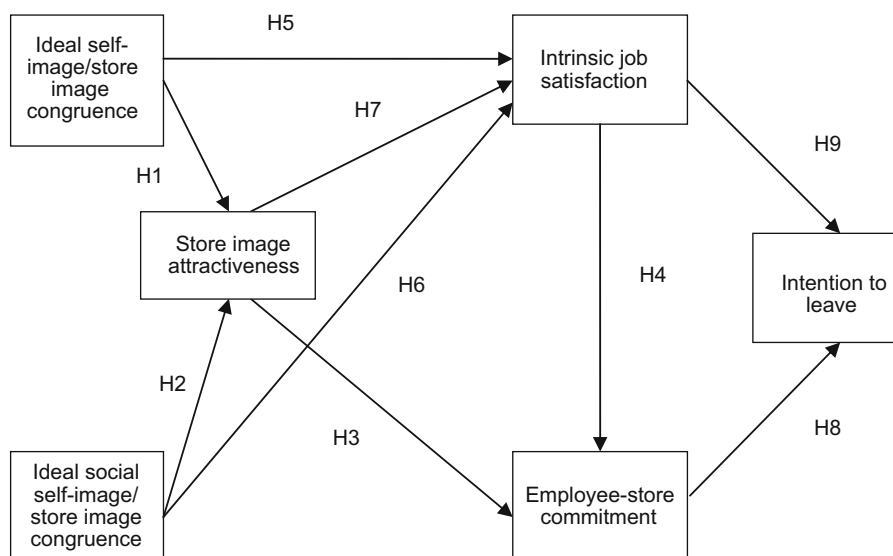 Ideal self-
image/store
image
congruence
H5
Intrinsic job
satisfaction
H7
H1
H9
Store image
attractiveness
H6
H4
Intention to
leave
H2
H3
H8
Ideal social
self-image/
store image
congruence
Employee-store
commitment